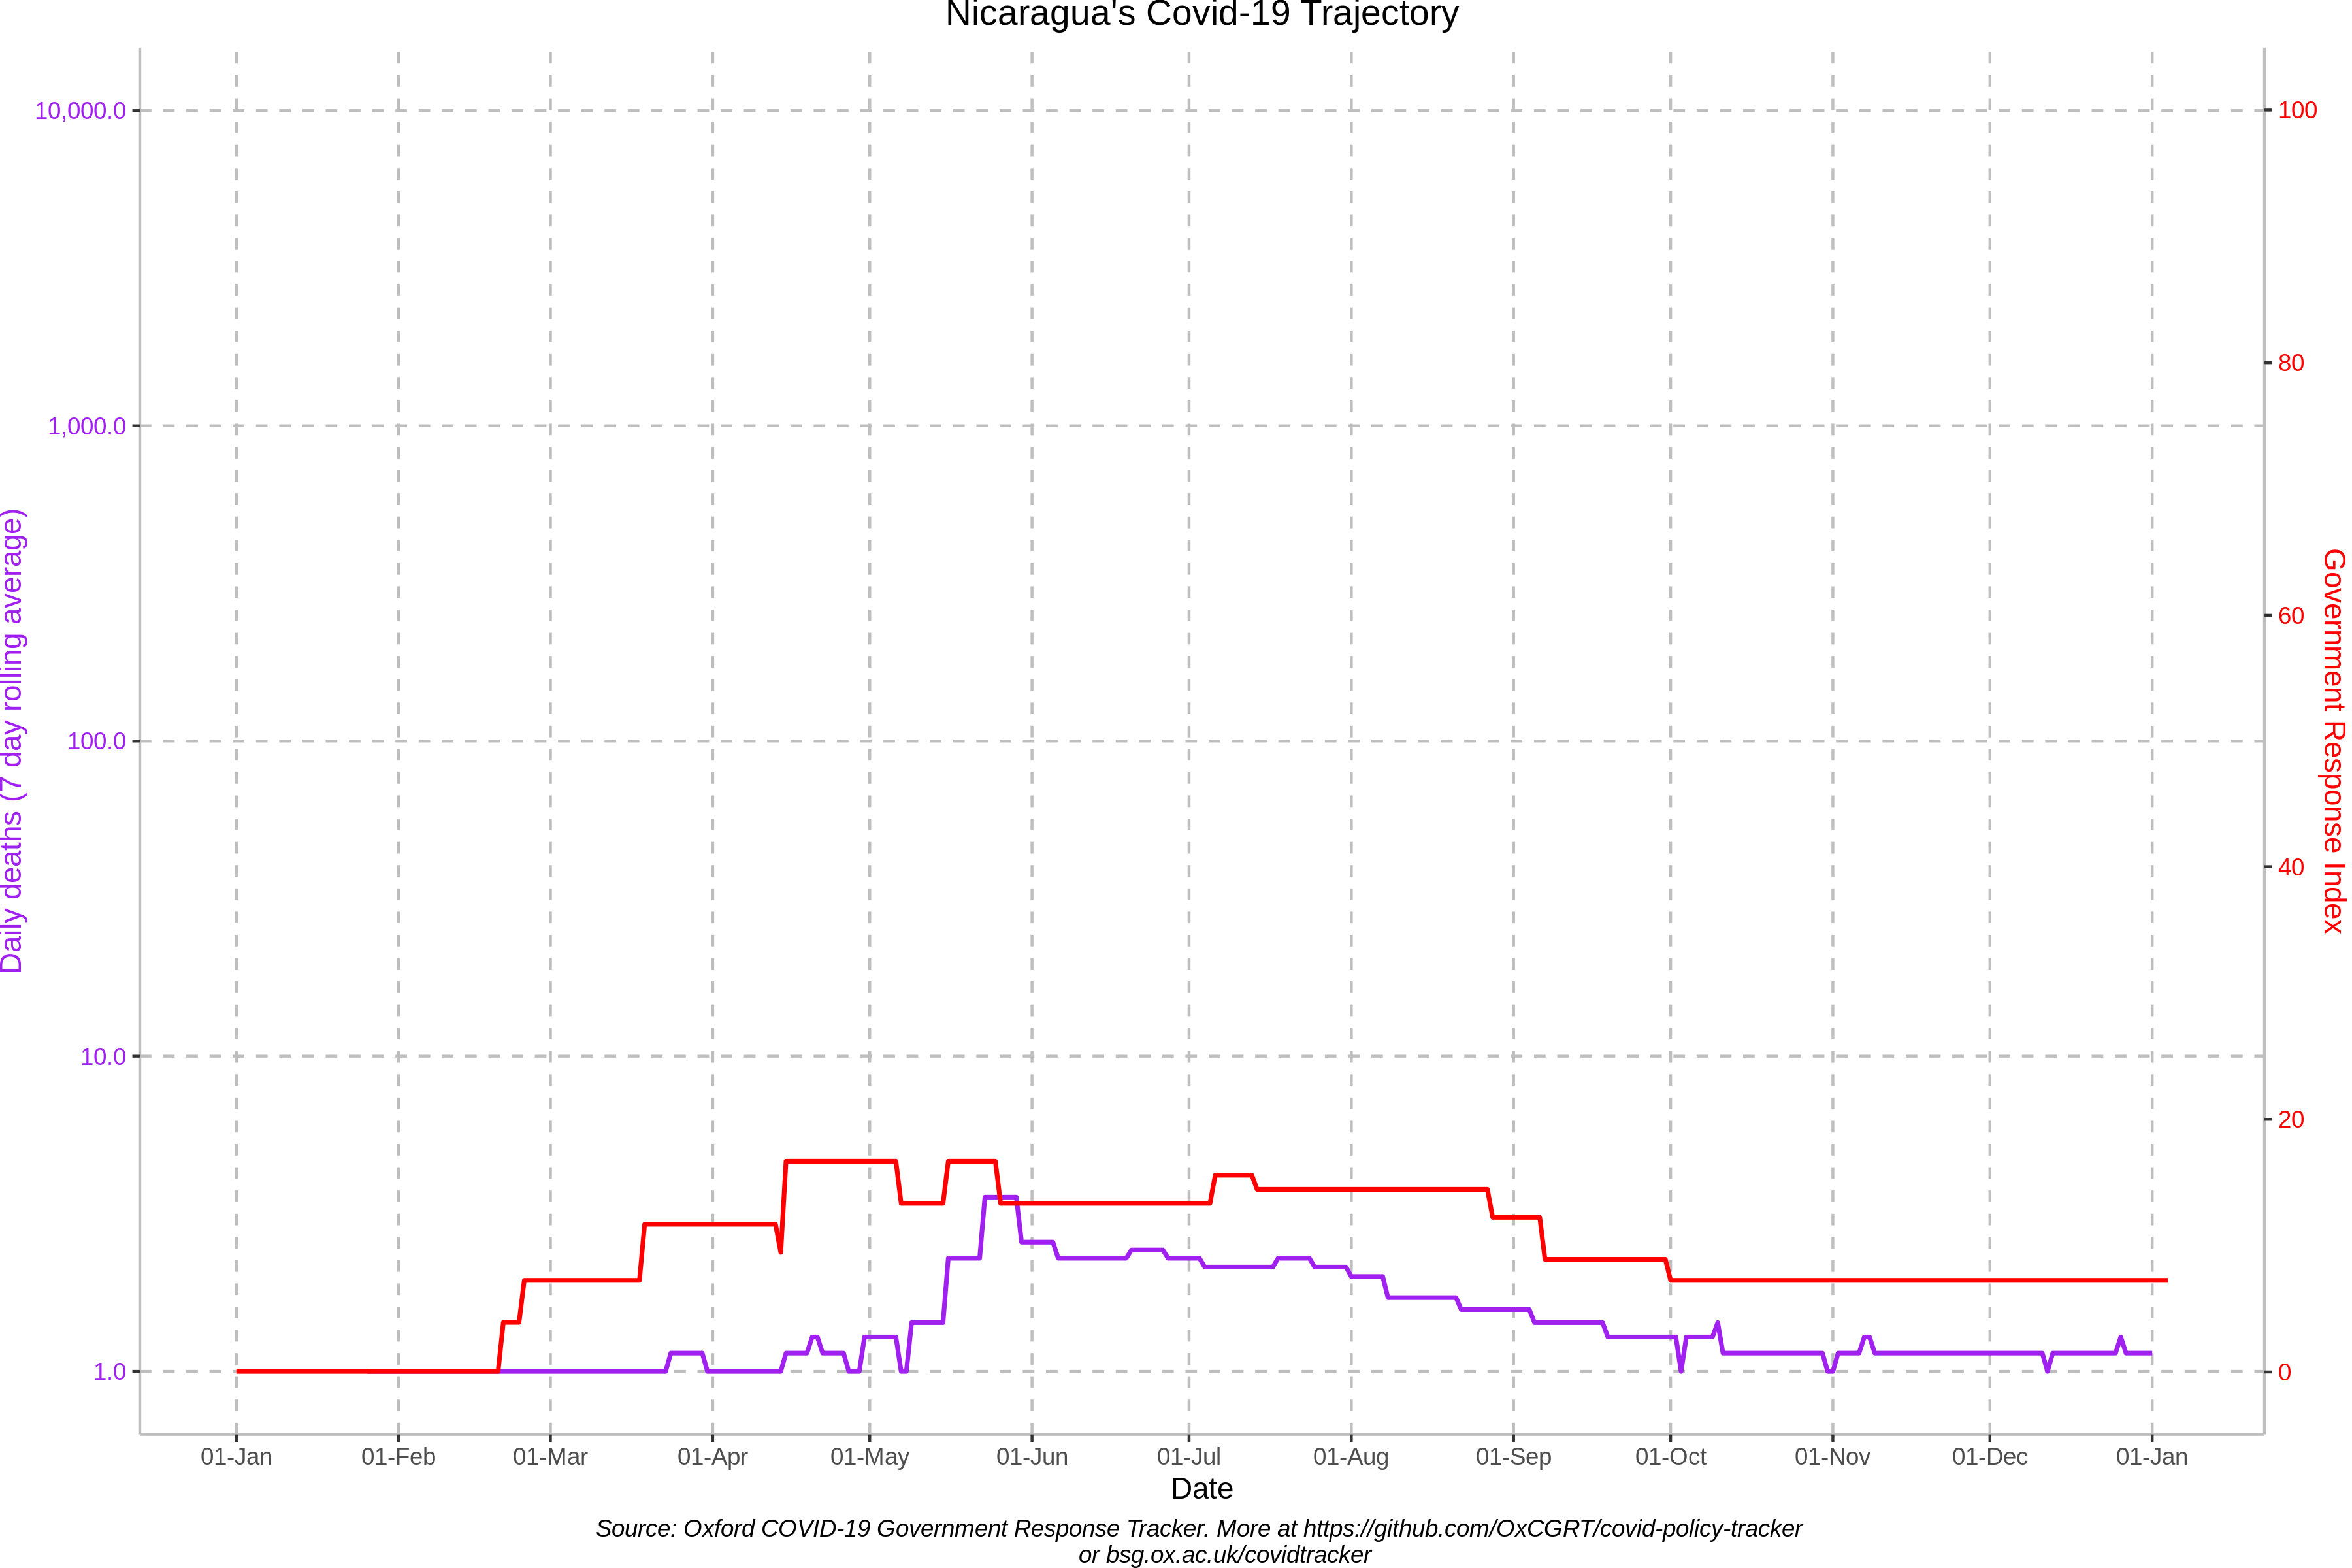 Nicaragua's Covid-19 Trajectory
Daily deaths (7 day rolling average)
10,000.0
1,000.0
100.0
10.0
1.0
100
80
60
40
20
0
Government Response Index
01-Jan 01-Feb 01-Mar 01-Apr 01-May 01-Jun 01-Jul 01-Aug 01-Sep 01-Oct 01-Nov 01-Dec 01-Jan
Date
Source: Oxford COVID-19 Government Response Tracker. More at https://github.com/OxCGRT/covid-policy-tracker
or bsg.ox.ac.uk/covidtracker